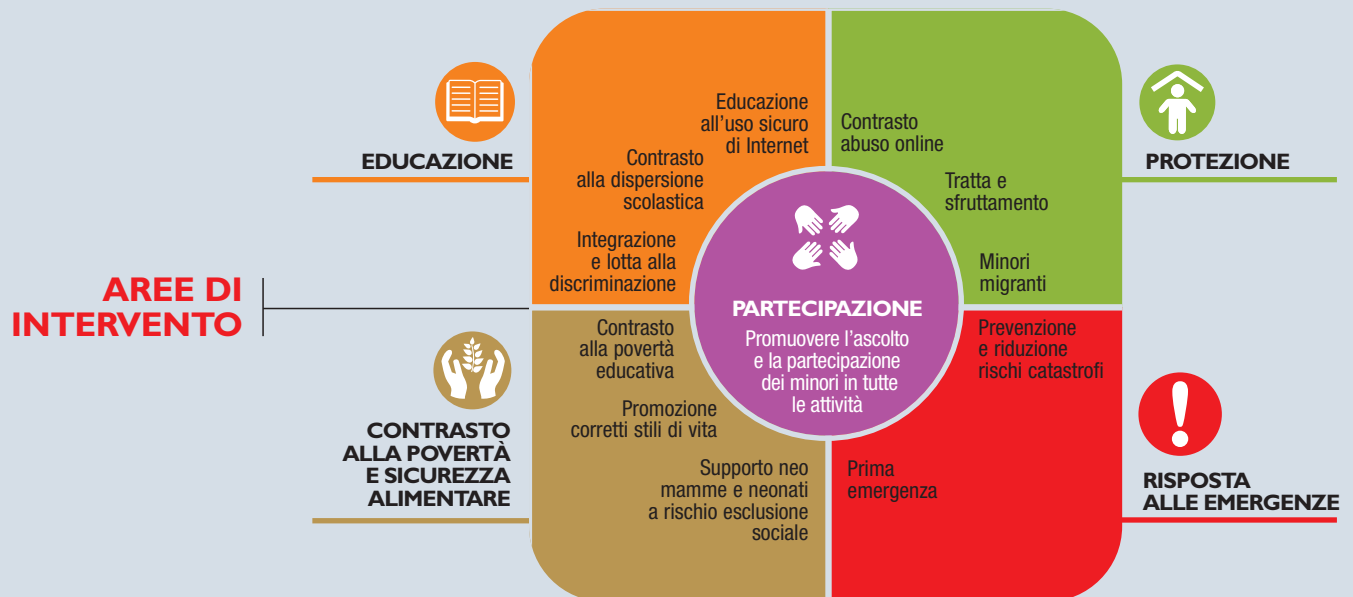 AREE DI
INTERVENTO
EDUCAZIONE
Educazione
all'uso sicuro
di Internet
Contrasto
alla dispersione
scolastica
Integrazione
e lotta alla
discriminazione
PROTEZIONE
Contrasto
abuso online
Tratta e
sfruttamento
Minori
migranti
PARTECIPAZIONE
Promuovere l'ascolto
e la partecipazione
dei minori in tutte
le attività
CONTRASTO
ALLA POVERTÀ
E SICUREZZA
ALIMENTARE
Contrasto
alla povertà
educativa
Promozione
corretti stili di vita
Supporto neo
mamme e neonati
a rischio esclusione
sociale
Prevenzione
e riduzione
rischi catastrofi
Prima
emergenza
RISPOSTA
ALLE EMERGENZE